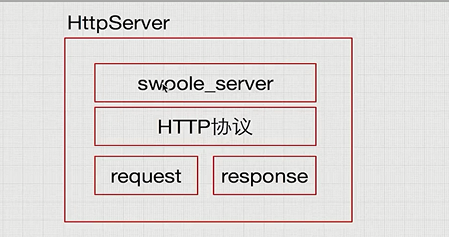 HttpServer
swoole_server
HTTP协议
request
response